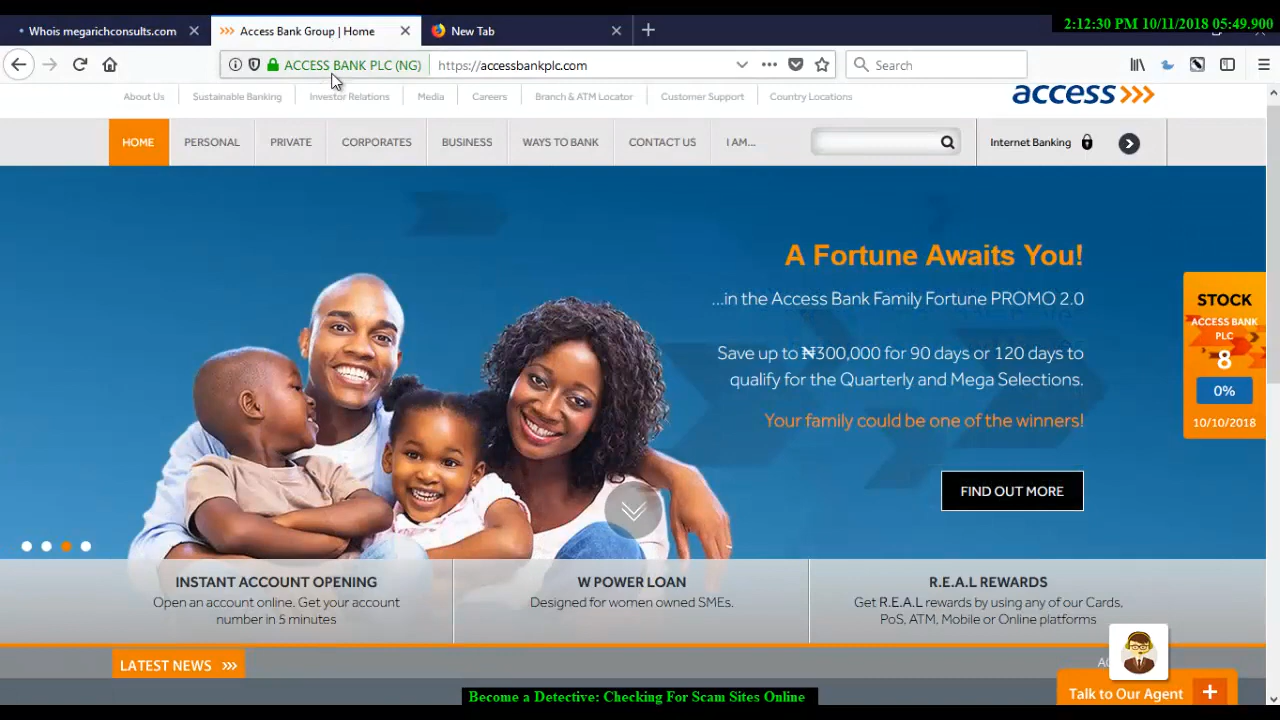 2:12:30 PM 10/11/2018 05:49.900
Whois megarichconsults.com
Access Bank Group | Home
New Tab
ACCESS BANK PLC (NG)
https://accessbankplc.com
Search
About Us
Sustainable Banking
Investor Relations
Media
Careers
Branch & ATM Locator
Customer Support
Country Locations
access
HOME
PERSONAL
PRIVATE
CORPORATES
BUSINESS
WAYS TO BANK
CONTACT US
I AM...
Internet Banking
A Fortune Awaits You!
...in the Access Bank Family Fortune PROMO 2.0
Save up to ₦300,000 for 90 days or 120 days to
qualify for the Quarterly and Mega Selections.
Your family could be one of the winners!
FIND OUT MORE
STOCK
ACCESS BANK
PLC
8
0%
10/10/2018
INSTANT ACCOUNT OPENING
Open an account online. Get your account
number in 5 minutes
W POWER LOAN
Designed for women owned SMEs.
R.E.A.L REWARDS
Get R.E.A.L rewards by using any of our Cards,
PoS, ATM, Mobile or Online platforms
LATEST NEWS
Talk to Our Agent
Become a Detective: Checking For Scam Sites Online